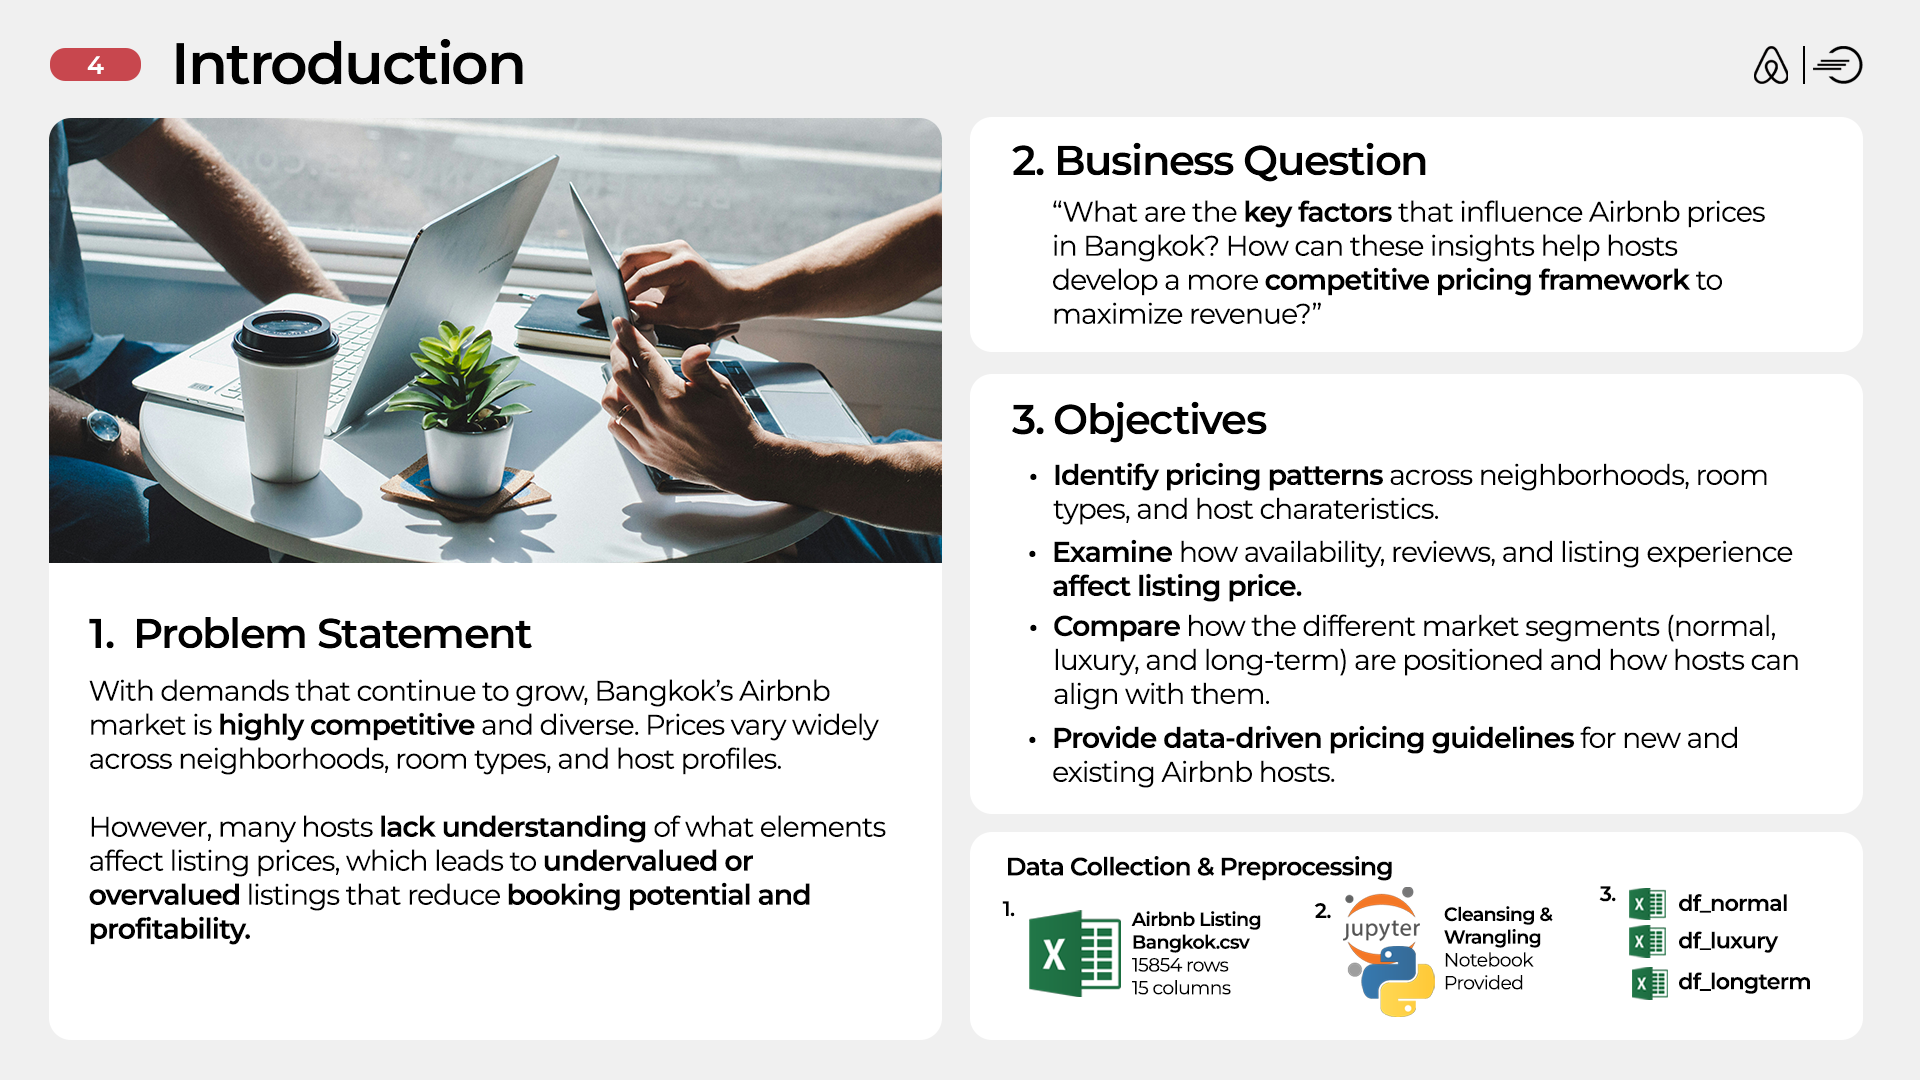 4
Introduction
1. Problem Statement
With demands that continue to grow, Bangkok’s Airbnb
market is highly competitive and diverse. Prices vary widely
across neighborhoods, room types, and host profiles.
However, many hosts lack understanding of what elements
affect listing prices, which leads to undervalued or
overvalued listings that reduce booking potential and
profitability.
2. Business Question
“What are the key factors that influence Airbnb prices
in Bangkok? How can these insights help hosts
develop a more competitive pricing framework to
maximize revenue?”
3. Objectives
• Identify pricing patterns across neighborhoods, room
types, and host charateristics.
• Examine how availability, reviews, and listing experience
affect listing price.
• Compare how the different market segments (normal,
luxury, and long-term) are positioned and how hosts can
align with them.
• Provide data-driven pricing guidelines for new and
existing Airbnb hosts.
Data Collection & Preprocessing
1.
X
Airbnb Listing
Bangkok.csv
15854 rows
15 columns
2.
jupyter
Cleansing &
Wrangling
Notebook
Provided
3.
X df_normal
X df_luxury
X df_longterm